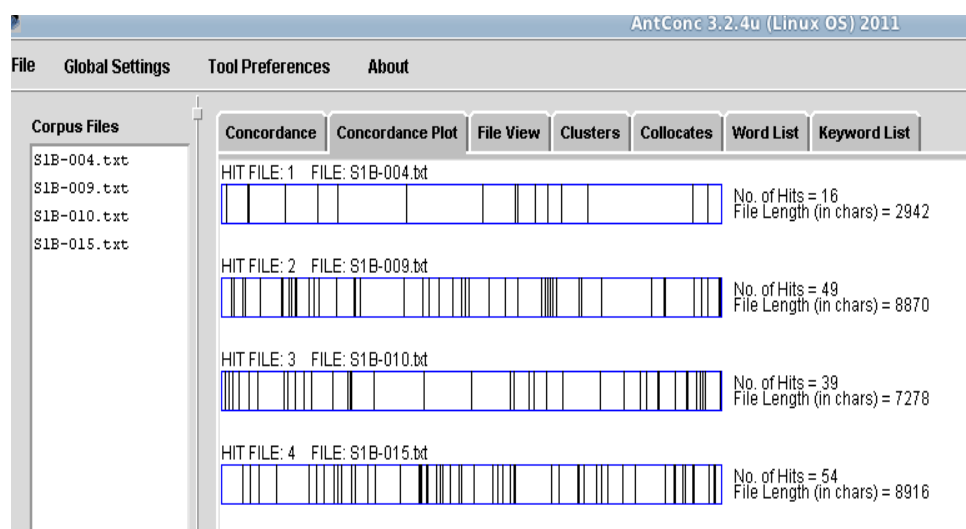 AntConc 3.2.4u (Linux OS) 2011
File Global Settings Tool Preferences About
Corpus Files
S1B-004.txt
S1B-009.txt
S1B-010.txt
S1B-015.txt
Concordance Concordance Plot File View Clusters Collocates Word List Keyword List
HIT FILE: 1 FILE: S1B-004.txt
No. of Hits = 16
File Length (in chars) = 2942
HIT FILE: 2 FILE: S1B-009.txt
No. of Hits = 49
File Length (in chars) = 8870
HIT FILE: 3 FILE: S1B-010.txt
No. of Hits = 39
File Length (in chars) = 7278
HIT FILE: 4 FILE: S1B-015.txt
No. of Hits = 54
File Length (in chars) = 8916